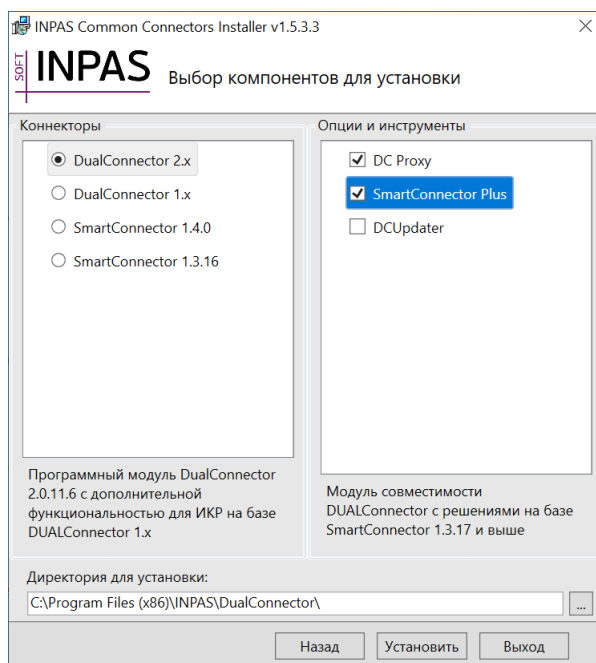 INPAS Common Connectors Installer v1.5.3.3
SOFT INPAS
Выбор компонентов для установки
Коннекторы
DualConnector 2.x
DualConnector 1.x
SmartConnector 1.4.0
SmartConnector 1.3.16
Программный модуль DualConnector
2.0.11.6 с дополнительной
функциональностью для ИКР на базе
DUALConnector 1.x
Опции и инструменты
DC Proxy
SmartConnector Plus
DCUpdater
Модуль совместимости
DUALConnector с решениями на базе
SmartConnector 1.3.17 и выше
Директория для установки:
C:\Program Files (x86)\INPAS\DualConnector\
...
Назад
Установить
Выход